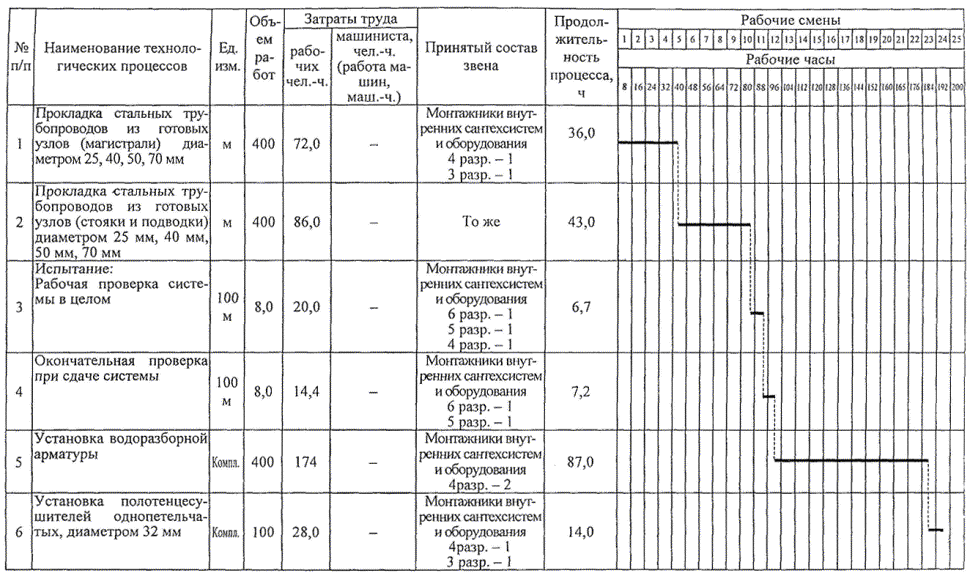 № п/п
Наименование техноло-
гических процессов
Ед.
изм.
Объ-
ем
ра-
бот
Затраты труда
рабо-
чих
чел.-ч.
машиниста,
чел.-ч.
(работа ма-
шин,
маш.-ч.)
Принятый состав
звена
Продол-
житель-
ность
процесса,
ч
Рабочие смены
1 2 3 4 5 6 7 8 9 10 11 12 13 14 15 16 17 18 19 20 21 22 23 24 25
Рабочие часы
8 16 24 32 40 48 56 64 72 80 88 96 104 112 120 128 136 144 152 160 165 176 184 192 200
1
Прокладка стальных тру-
бопроводов из готовых
узлов (магистрали) диа-
метром 25, 40, 50, 70 мм
м
400
72,0
–
Монтажники внут-
ренних сантехсистем
и оборудования
4 разр. – 1
3 разр. – 1
36,0
2
Прокладка стальных тру-
бопроводов из готовых
узлов (стояки и подводки)
диаметром 25 мм, 40 мм,
50 мм, 70 мм
м
400
86,0
–
То же
43,0
3
Испытание:
Рабочая проверка систе-
мы в целом
100
м
8,0
20,0
–
Монтажники внут-
ренних сантехсистем
и оборудования
6 разр. – 1
5 разр. – 1
4 разр. – 1
6,7
4
Окончательная проверка
при сдаче системы
100
м
8,0
14,4
–
Монтажники внут-
ренних сантехсистем
и оборудования
6 разр. – 1
5 разр. – 1
7,2
5
Установка водоразборной
арматуры
Компл.
400
174
–
Монтажники внут-
ренних сантехсистем
и оборудования
4разр. – 2
87,0
6
Установка полотенцесу-
шителей однопетельча-
тых, диаметром 32 мм
Компл.
100
28,0
–
Монтажники внут-
ренних сантехсистем
и оборудования
4разр. – 1
3 разр. – 1
14,0